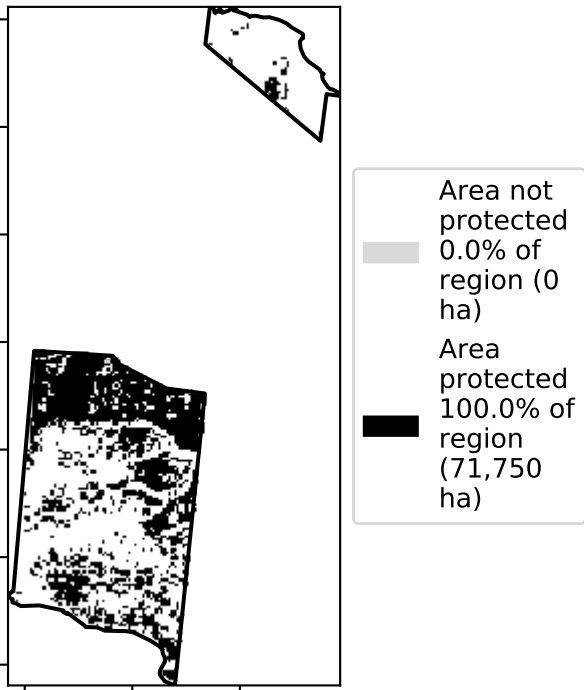 Area not
protected
0.0% of
region (0
ha)
Area
protected
100.0% of
region
(71,750
ha)